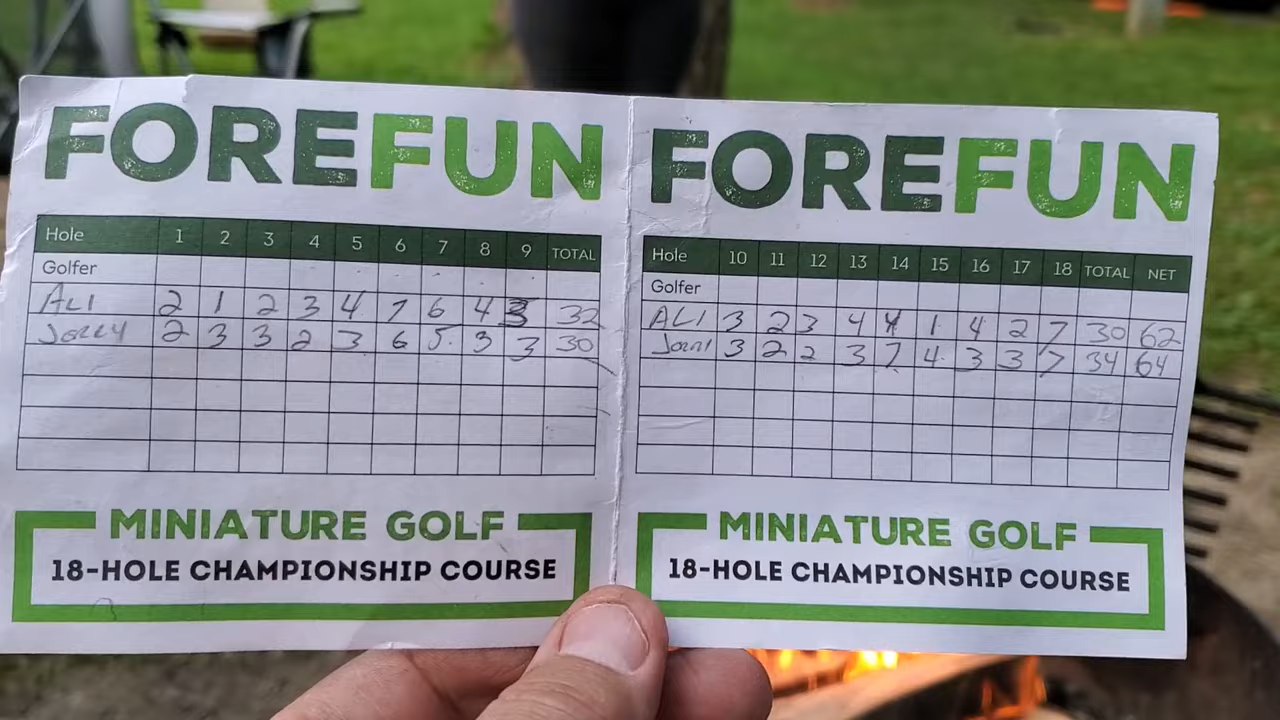 FOREFUN
Hole 1 2 3 4 5 6 7 8 9 TOTAL
Golfer
ALI 2 1 2 3 4 7 6 4 3 32
Jerry 2 3 3 2 3 6 5 3 3 30
MINIATURE GOLF
18-HOLE CHAMPIONSHIP COURSE
FOREFUN
Hole 10 11 12 13 14 15 16 17 18 TOTAL NET
Golfer
ALI 3 2 3 4 4 1 4 2 7 30 62
3 2 2 3 7 4 3 3 7 34 64
MINIATURE GOLF
18-HOLE CHAMPIONSHIP COURSE